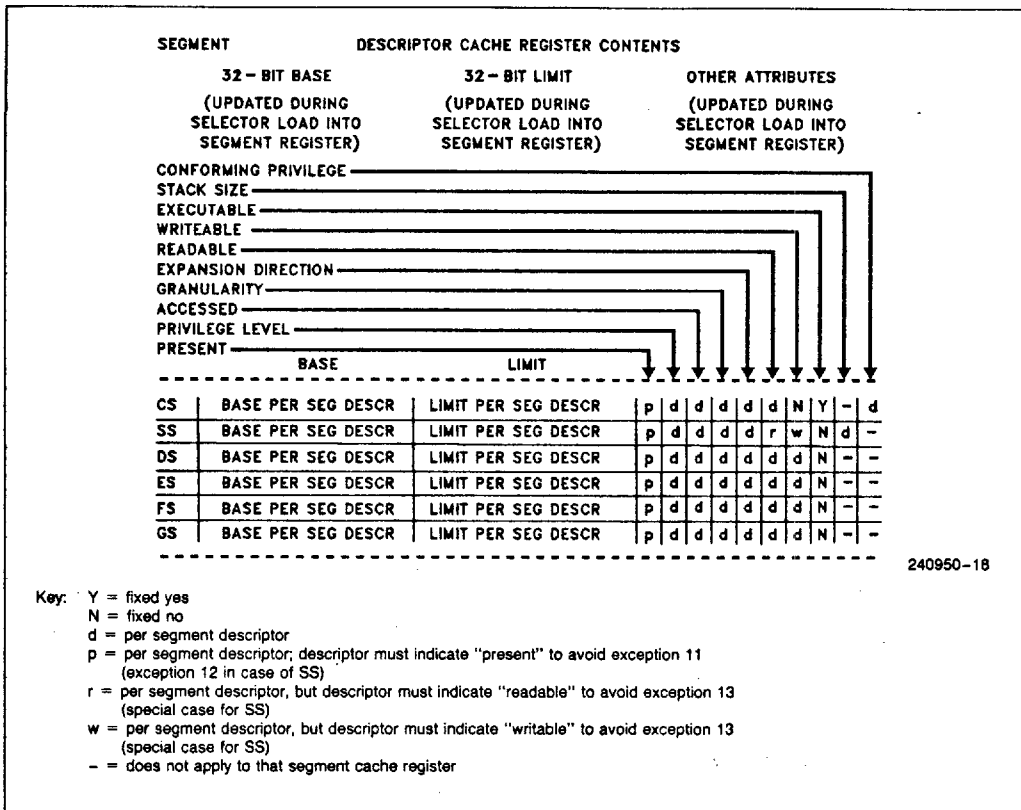 SEGMENT DESCRIPTOR CACHE REGISTER CONTENTS
32-BIT BASE 32-BIT LIMIT OTHER ATTRIBUTES
(UPDATED DURING (UPDATED DURING (UPDATED DURING
SELECTOR LOAD INTO SELECTOR LOAD INTO SELECTOR LOAD INTO
SEGMENT REGISTER) SEGMENT REGISTER) SEGMENT REGISTER)
CONFORMING PRIVILEGE
STACK SIZE
EXECUTABLE
WRITEABLE
READABLE
EXPANSION DIRECTION
GRANULARITY
ACCESSED
PRIVILEGE LEVEL
PRESENT
BASE LIMIT
CS BASE PER SEG DESCR LIMIT PER SEG DESCR p d d d d d N Y - d
SS BASE PER SEG DESCR LIMIT PER SEG DESCR p d d d d r w N d -
DS BASE PER SEG DESCR LIMIT PER SEG DESCR p d d d d d d N - -
ES BASE PER SEG DESCR LIMIT PER SEG DESCR p d d d d d d N - -
FS BASE PER SEG DESCR LIMIT PER SEG DESCR p d d d d d d N - -
GS BASE PER SEG DESCR LIMIT PER SEG DESCR p d d d d d d N - -
240950-18
Key: Y = fixed yes
N = fixed no
d = per segment descriptor
p = per segment descriptor; descriptor must indicate "present" to avoid exception 11
(exception 12 in case of SS)
r = per segment descriptor, but descriptor must indicate "readable" to avoid exception 13
(special case for SS)
w = per segment descriptor, but descriptor must indicate "writable" to avoid exception 13
(special case for SS)
- = does not apply to that segment cache register